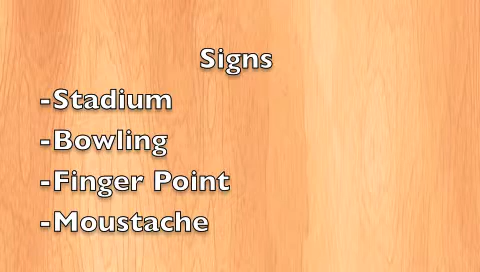 Signs
-Stadium
-Bowling
-Finger Point
-Moustache